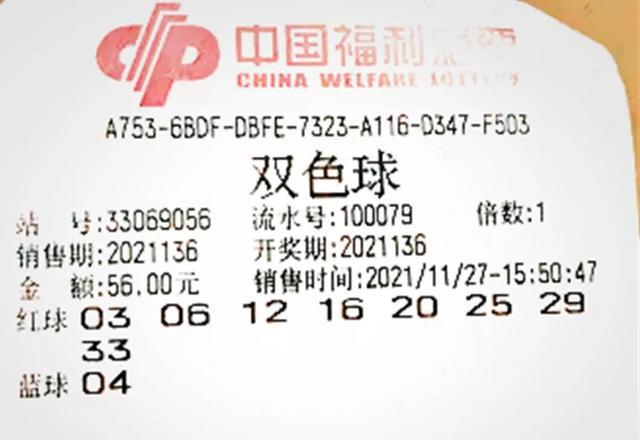 中国福利彩票
CHINA WELFARE LOTTERY
A753-6BDF-DBFE-7323-A116-D347-F503
双色球
站 号:33069056 流水号:100079 倍数:1
销售期:2021136 开奖期:2021136
金 额:56.00元 销售时间:2021/11/27-15:50:47
红球 03 06 12 16 20 25 29
33
蓝球 04